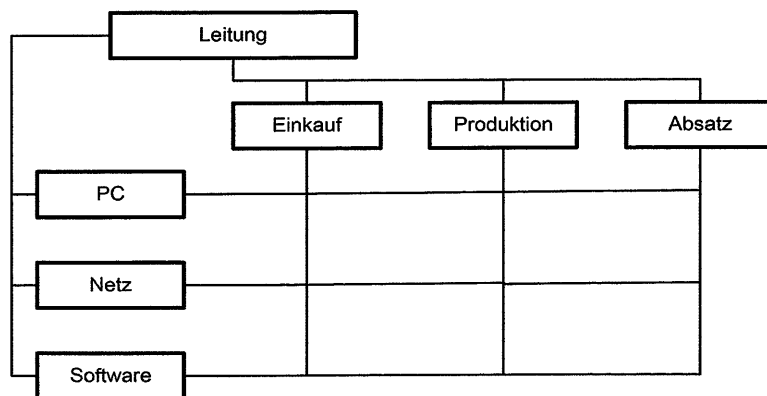 Leitung
Einkauf
Produktion
Absatz
PC
Netz
Software